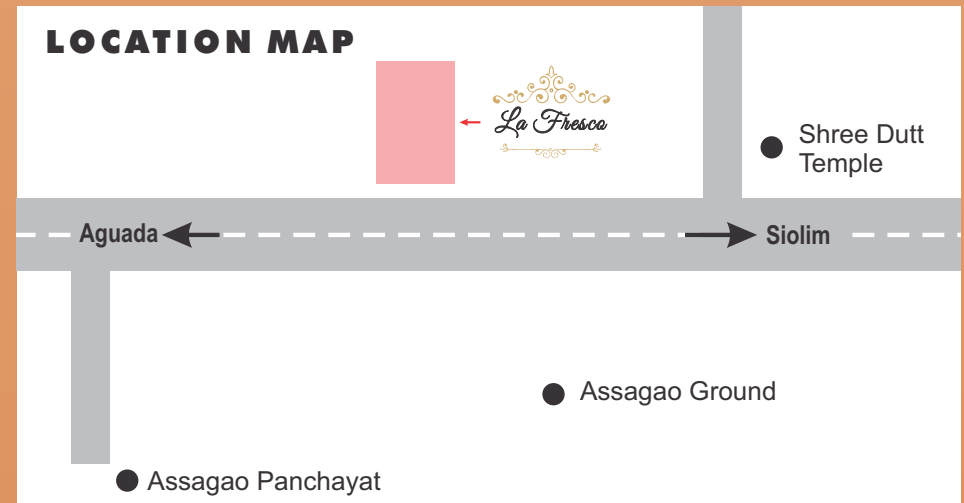 LOCATION MAP
La Fresco
Shree Dutt
Temple
Aguada
Siolim
Assagao Ground
Assagao Panchayat